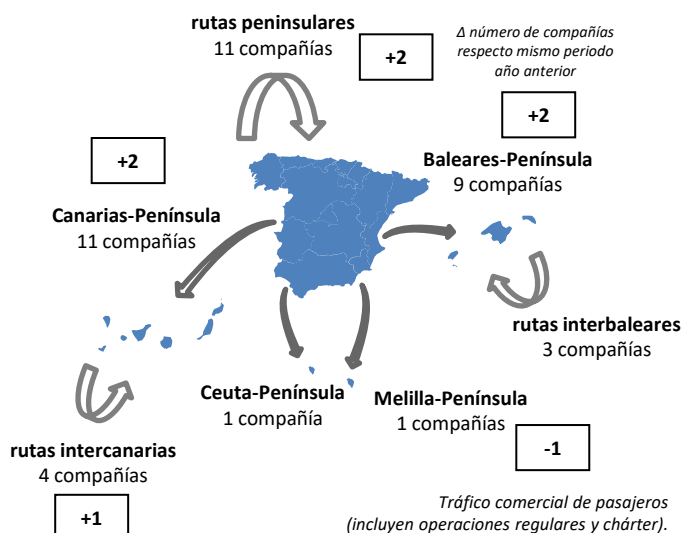 rutas peninsulares
11 compañías
+2
Δ número de compañías
respecto mismo periodo
año anterior
+2
Baleares-Península
9 compañías
+2
Canarias-Península
11 compañías
rutas interbaleares
3 compañías
Ceuta-Península
1 compañía
Melilla-Península
1 compañías
-1
rutas intercanarias
4 compañías
+1
Tráfico comercial de pasajeros
(incluyen operaciones regulares y chárter).